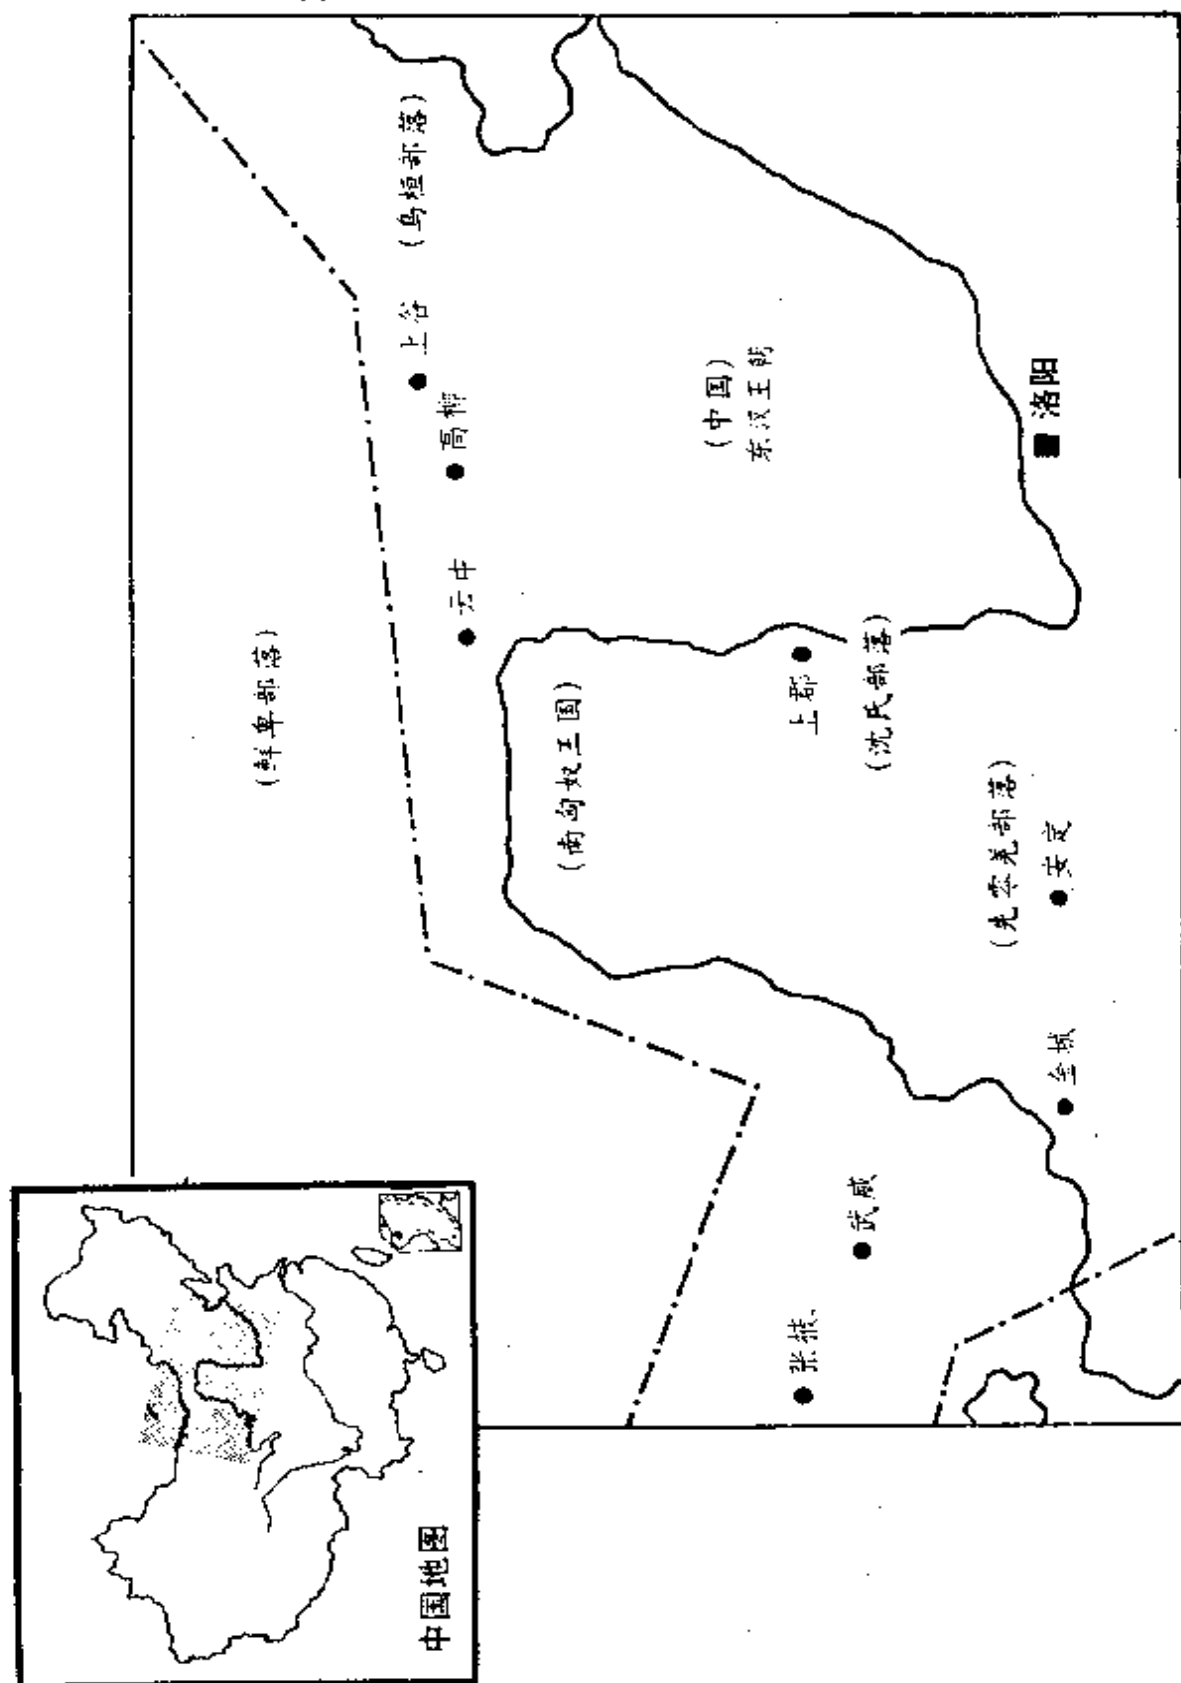 (鲜卑部落)
(乌桓部落)
上谷
高柳
云中
(南匈奴王国)
(中国)
东汉王朝
上郡
(沈氏部落)
(先零羌部落)
安定
洛阳
金城
武威
张掖
中国地图